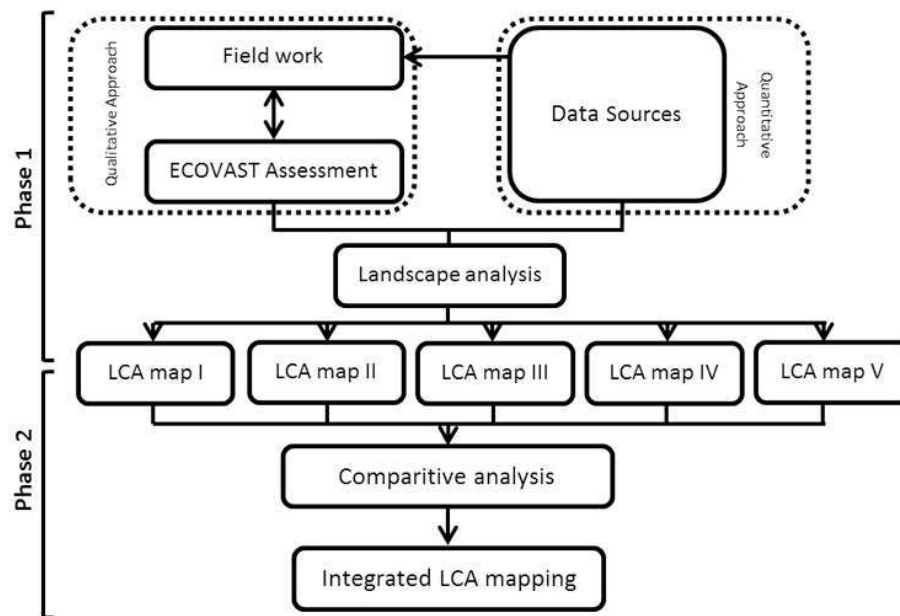 Phase 1
Qualitative Approach
Field work
ECOVAST Assessment
Data Sources
Quantitative
Approach
Landscape analysis
LCA map I
LCA map II
LCA map III
LCA map IV
LCA map V
Phase 2
Comparitive analysis
Integrated LCA mapping